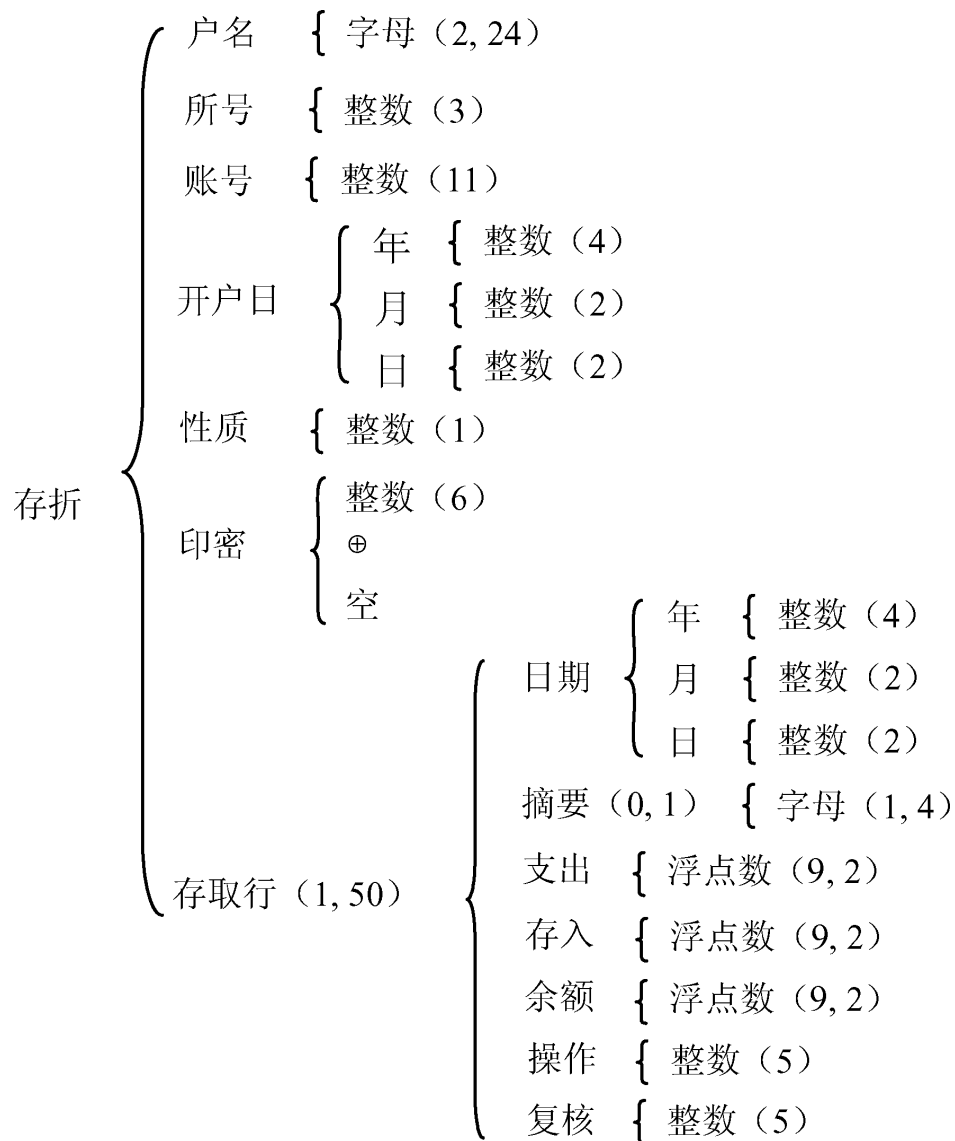 户名 { 字母（2, 24）
所号 { 整数（3）
账号 { 整数（11）
年 { 整数（4）
开户日 { 月 { 整数（2）
日 { 整数（2）
性质 { 整数（1）
存折 {
整数（6）
印密 { ⊕
空
年 { 整数（4）
日期 { 月 { 整数（2）
日 { 整数（2）
摘要（0, 1） { 字母（1, 4）
支出 { 浮点数（9, 2）
存取行（1, 50） {
存入 { 浮点数（9, 2）
余额 { 浮点数（9, 2）
操作 { 整数（5）
复核 { 整数（5）